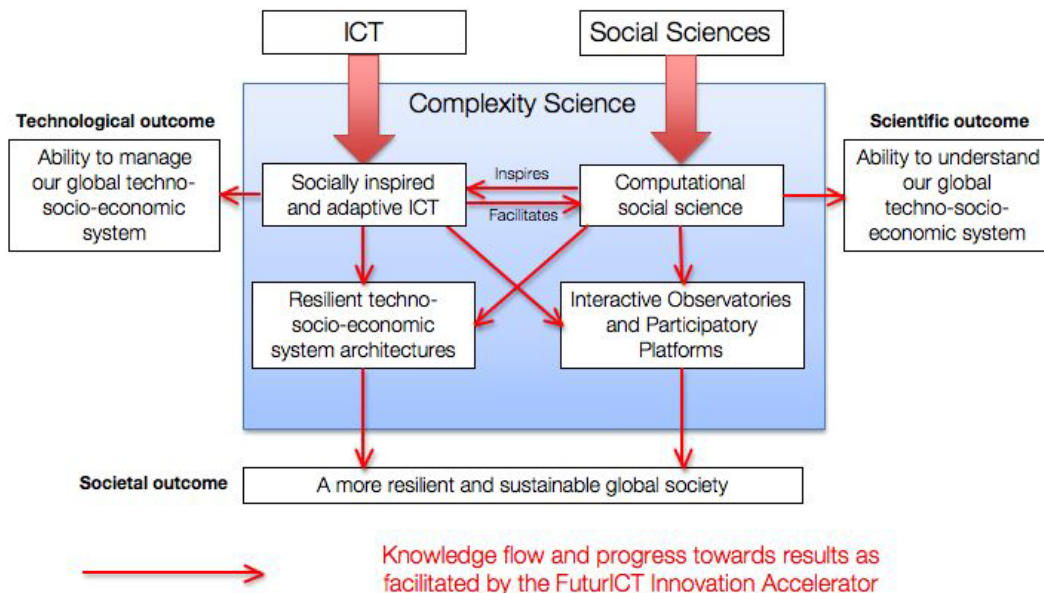 ICT
Social Sciences
Complexity Science
Technological outcome
Ability to manage
our global techno-
socio-economic
system
Socially inspired
and adaptive ICT
Inspires
Facilitates
Computational
social science
Scientific outcome
Ability to understand
our global
techno-socio-
economic system
Resilient techno-
socio-economic
system architectures
Interactive Observatories
and Participatory
Platforms
Societal outcome
A more resilient and sustainable global society
Knowledge flow and progress towards results as
facilitated by the FuturICT Innovation Accelerator